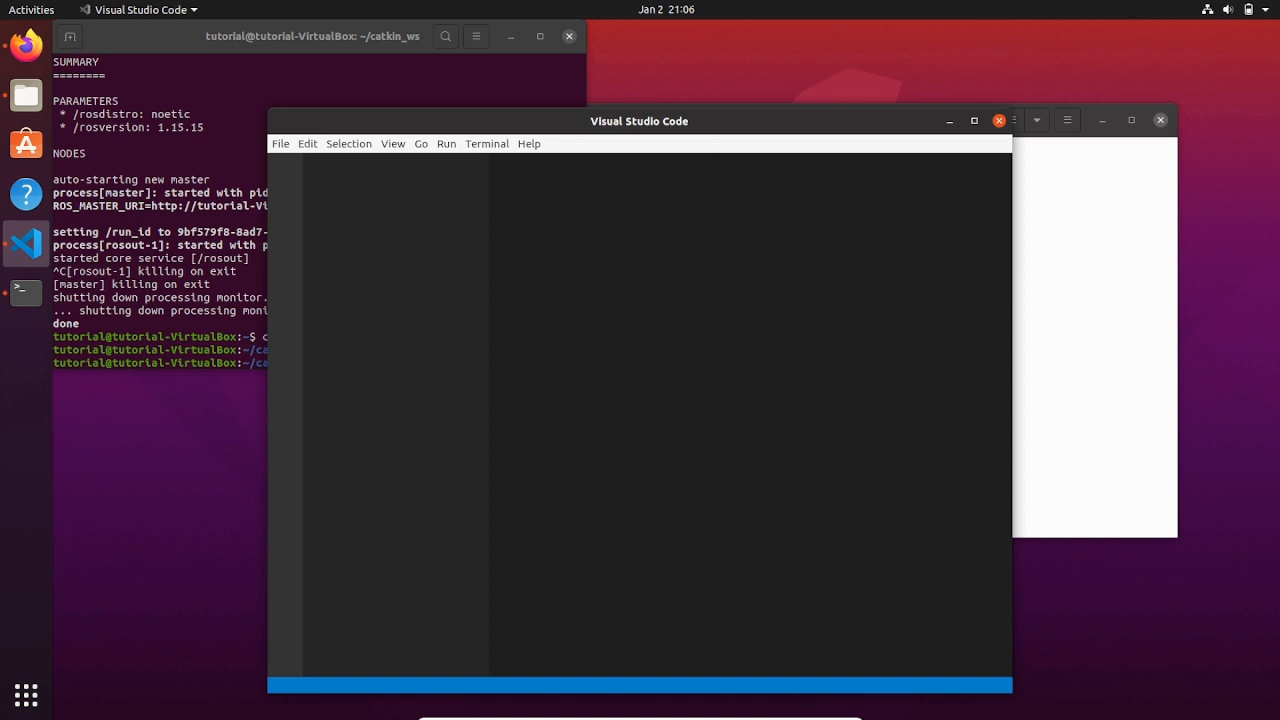 Activities
Visual Studio Code
Jan 2 21:06
tutorial@tutorial-VirtualBox: ~/catkin_ws
SUMMARY
========
PARAMETERS
* /rosdistro: noetic
* /rosversion: 1.15.15
NODES
auto-starting new master
process[master]: started with pid
ROS_MASTER_URI=http://tutorial-Vi
setting /run_id to 9bf579f8-8ad7-
process[rosout-1]: started with p
started core service [/rosout]
^C[rosout-1] killing on exit
[master] killing on exit
shutting down processing monitor.
... shutting down processing moni
done
tutorial@tutorial-VirtualBox:~$ c
tutorial@tutorial-VirtualBox:~/ca
tutorial@tutorial-VirtualBox:~/ca
Visual Studio Code
File Edit Selection View Go Run Terminal Help